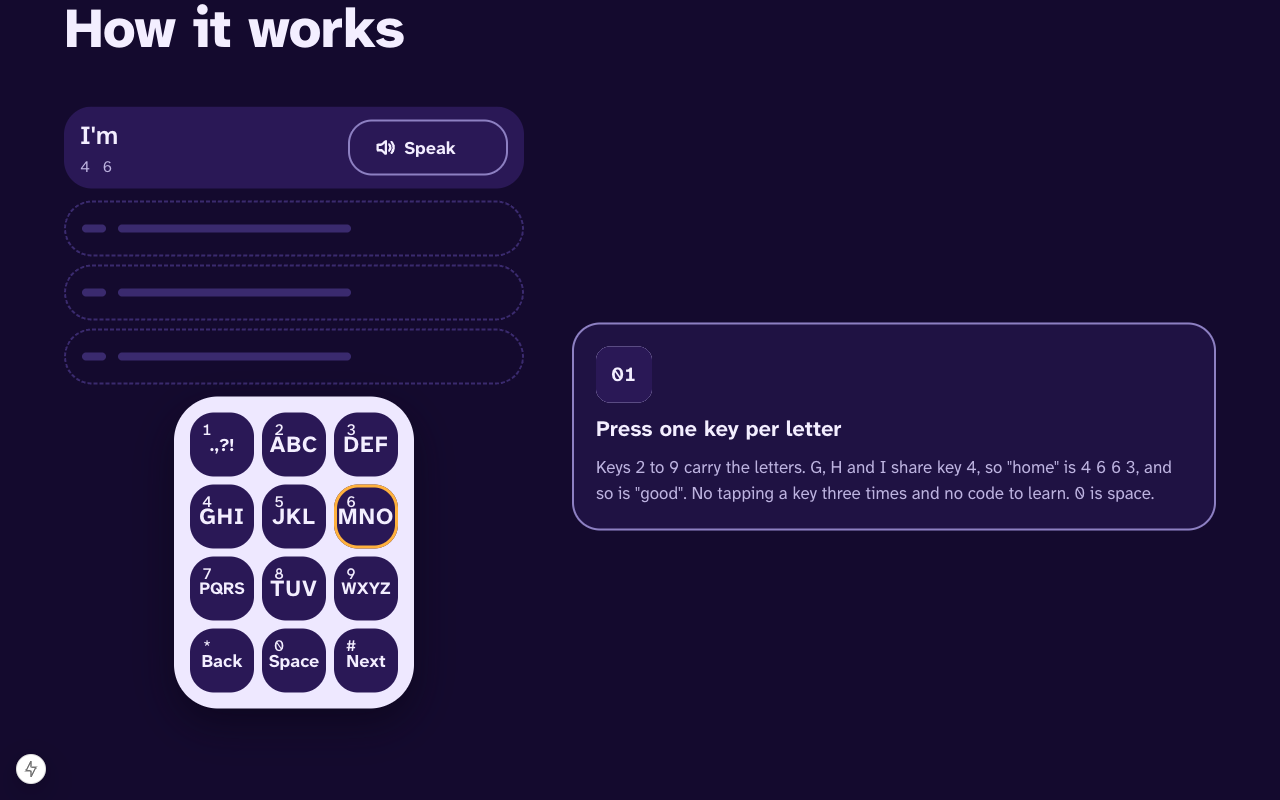 How it works
I'm
4 6
Speak
01
Press one key per letter
Keys 2 to 9 carry the letters. G, H and I share key 4, so "home" is 4 6 6 3, and
so is "good". No tapping a key three times and no code to learn. 0 is space.
1
.,?!
2
ABC
3
DEF
4
GHI
5
JKL
6
MNO
7
PQRS
8
TUV
9
WXYZ
*
Back
0
Space
#
Next